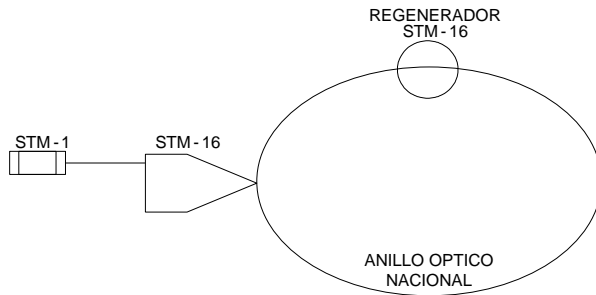 REGENERADOR
STM-16
STM-1
STM-16
ANILLO OPTICO
NACIONAL